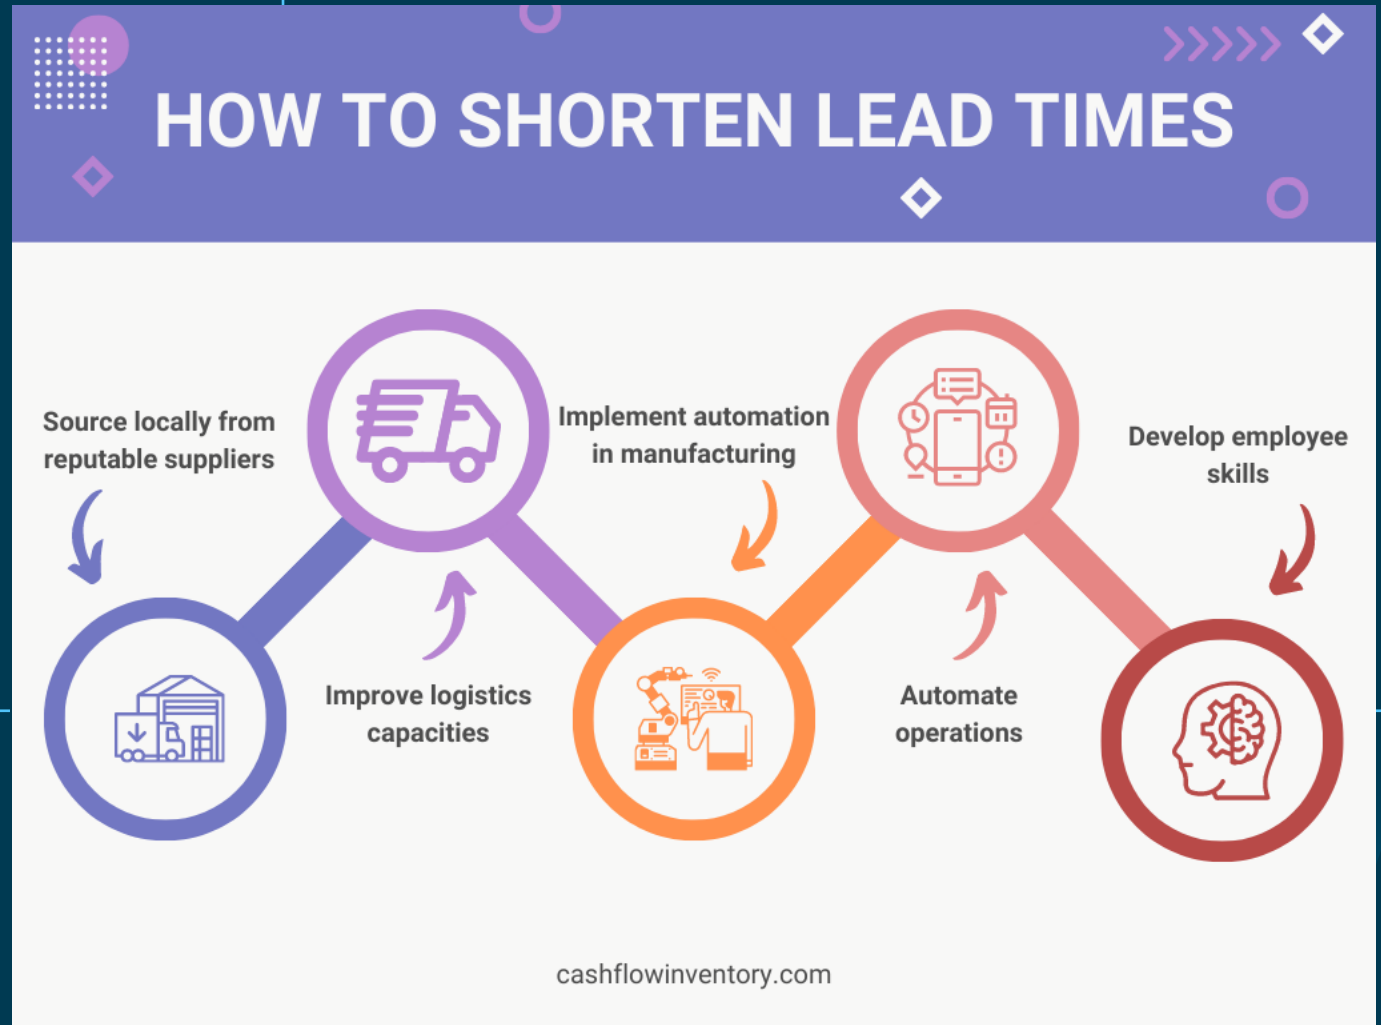 HOW TO SHORTEN LEAD TIMES
Source locally from
reputable suppliers
Improve logistics
capacities
Implement automation
in manufacturing
Automate
operations
Develop employee
skills
cashflowinventory.com